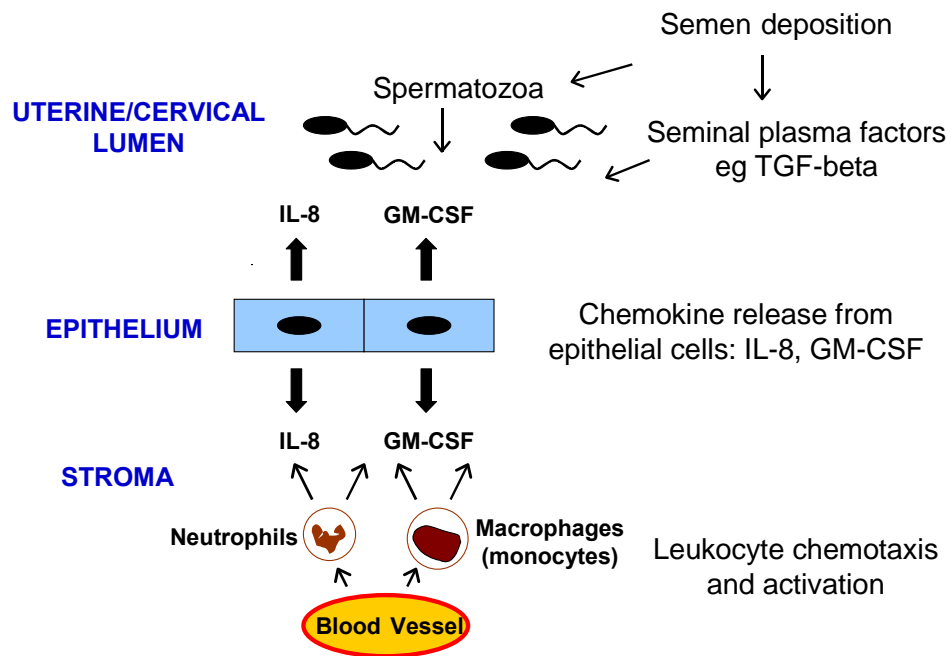 Semen deposition
Spermatozoa
UTERINE/CERVICAL
LUMEN
Seminal plasma factors
eg TGF-beta
IL-8
GM-CSF
EPITHELIUM
Chemokine release from
epithelial cells: IL-8, GM-CSF
IL-8
GM-CSF
STROMA
Neutrophils
Macrophages
(monocytes)
Leukocyte chemotaxis
and activation
Blood Vessel